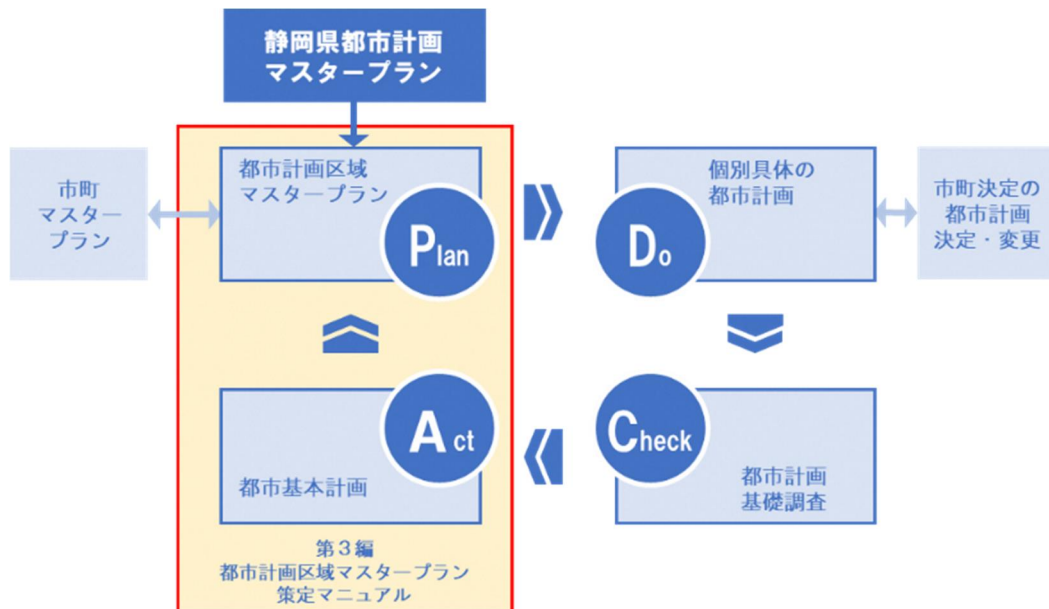 静岡県都市計画
マスタープラン
市町
マスター
プラン
都市計画区域
マスタープラン
Plan
個別具体の
都市計画
Do
市町決定の
都市計画
決定・変更
都市基本計画
Act
Check
都市計画
基礎調査
第３編
都市計画区域マスタープラン
策定マニュアル